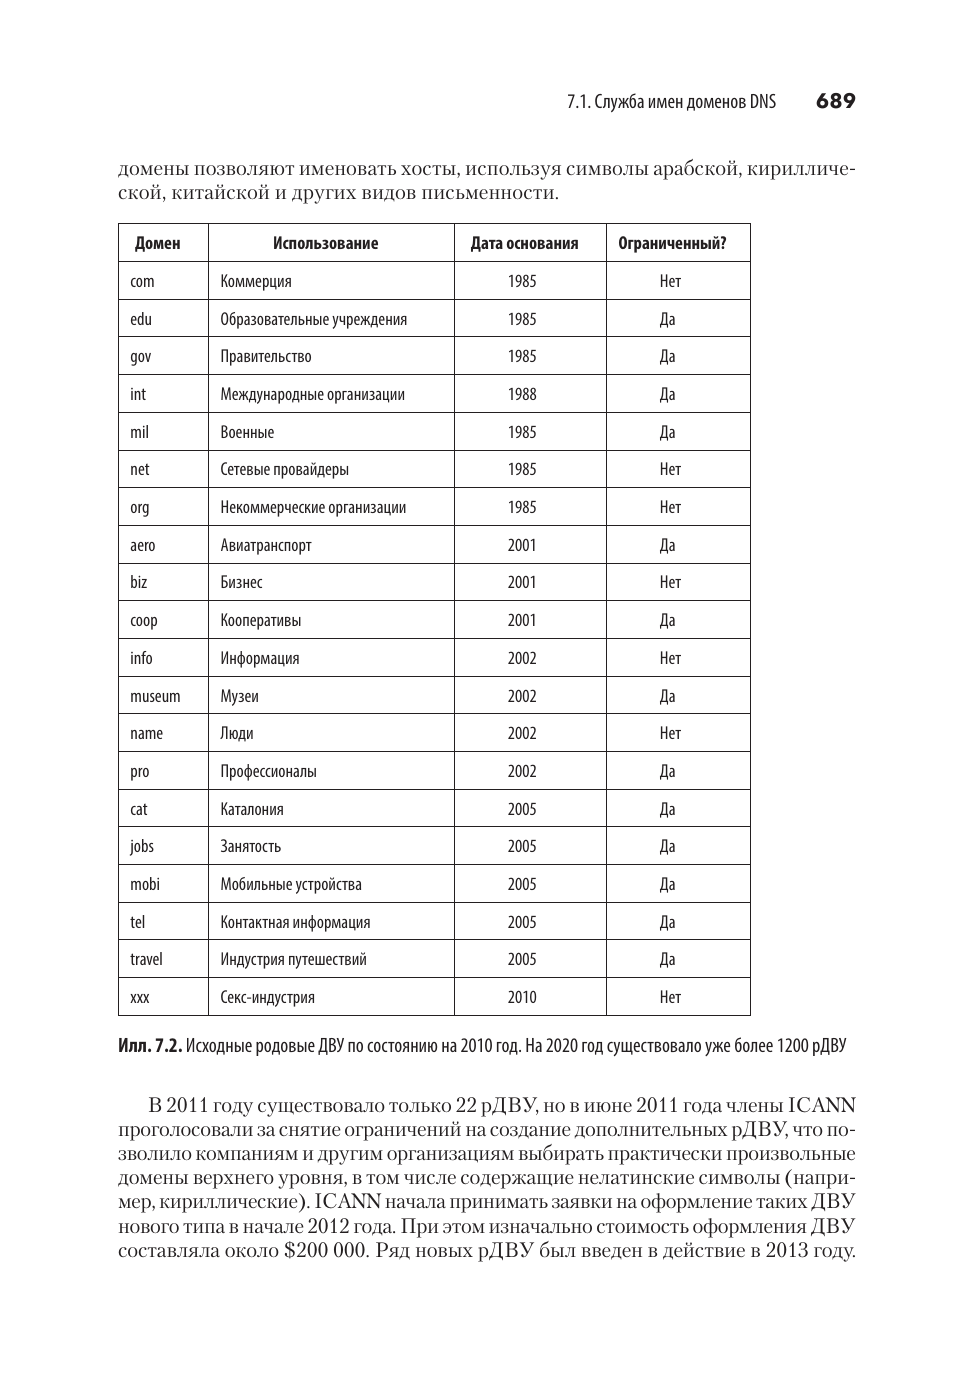 7.1. Служба имен доменов DNS 689
домены позволяют именовать хосты, используя символы арабской, кирилличе-
ской, китайской и других видов письменности.
Домен Использование Дата основания Ограниченный?
com Коммерция 1985 Нет
edu Образовательные учреждения 1985 Да
gov Правительство 1985 Да
int Международные организации 1988 Да
mil Военные 1985 Да
net Сетевые провайдеры 1985 Нет
org Некоммерческие организации 1985 Нет
aero Авиатранспорт 2001 Да
biz Бизнес 2001 Нет
coop Кооперативы 2001 Да
info Информация 2002 Нет
museum Музеи 2002 Да
name Люди 2002 Нет
pro Профессионалы 2002 Да
cat Каталония 2005 Да
jobs Занятость 2005 Да
mobi Мобильные устройства 2005 Да
tel Контактная информация 2005 Да
travel Индустрия путешествий 2005 Да
xxx Секс-индустрия 2010 Нет
Илл. 7.2. Исходные родовые ДВУ по состоянию на 2010 год. На 2020 год существовало уже более 1200 рДВУ
В 2011 году существовало только 22 рДВУ, но в июне 2011 года члены ICANN
проголосовали за снятие ограничений на создание дополнительных рДВУ, что по-
зволило компаниям и другим организациям выбирать практически произвольные
домены верхнего уровня, в том числе содержащие нелатинские символы (напри-
мер, кириллические). ICANN начала принимать заявки на оформление таких ДВУ
нового типа в начале 2012 года. При этом изначально стоимость оформления ДВУ
составляла около $200 000. Ряд новых рДВУ был введен в действие в 2013 году.